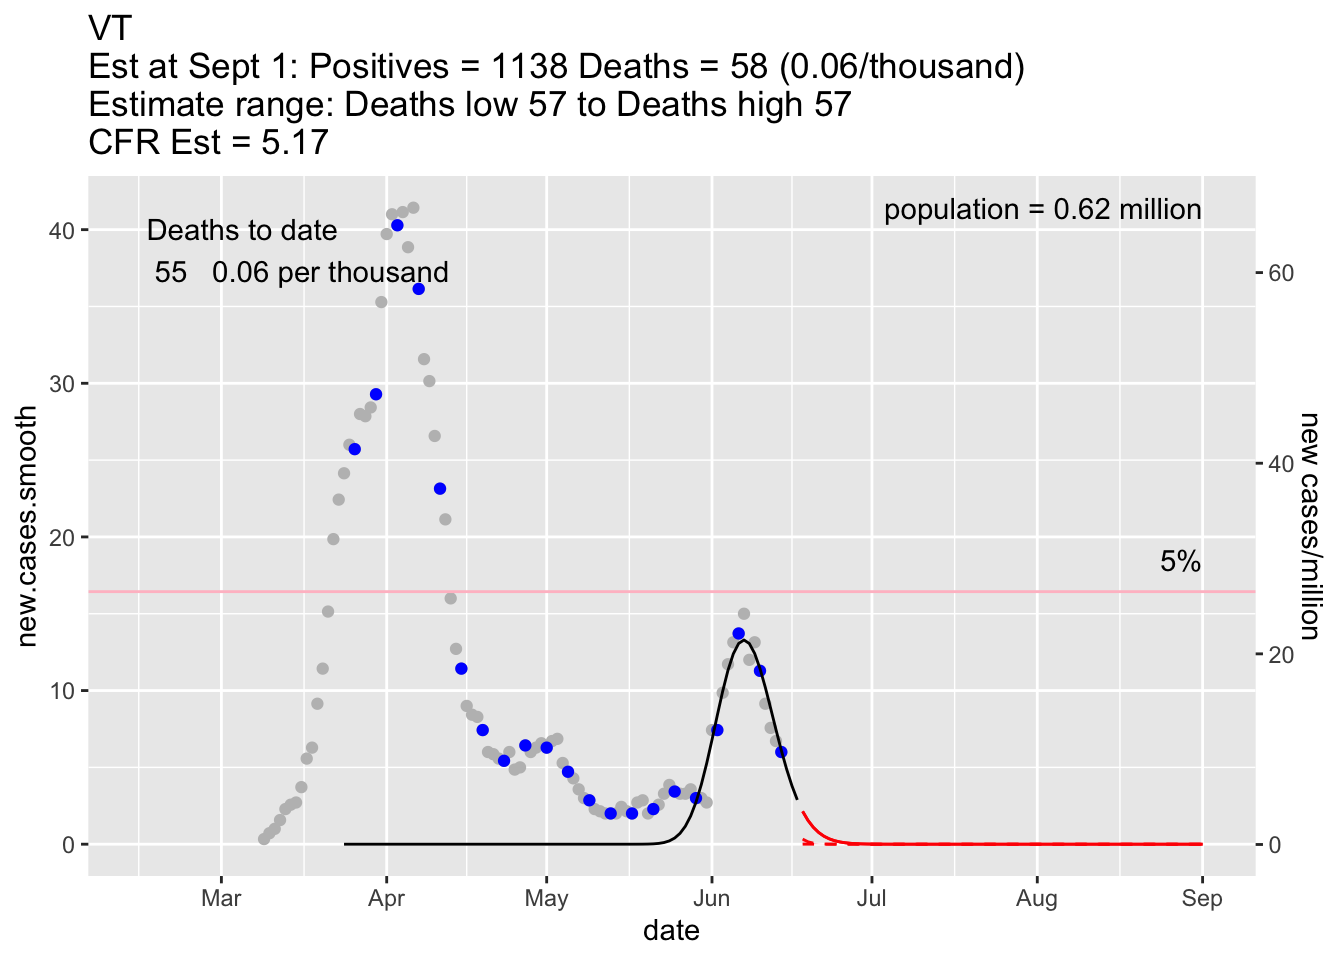 VT
Est at Sept 1: Positives = 1138 Deaths = 58 (0.06/thousand)
Estimate range: Deaths low 57 to Deaths high 57
CFR Est = 5.17
Deaths to date
55 0.06 per thousand
population = 0.62 million
5%
40
30
20
10
0
new.cases.smooth
60
40
20
0
new cases/million
Mar Apr May Jun Jul Aug Sep
date